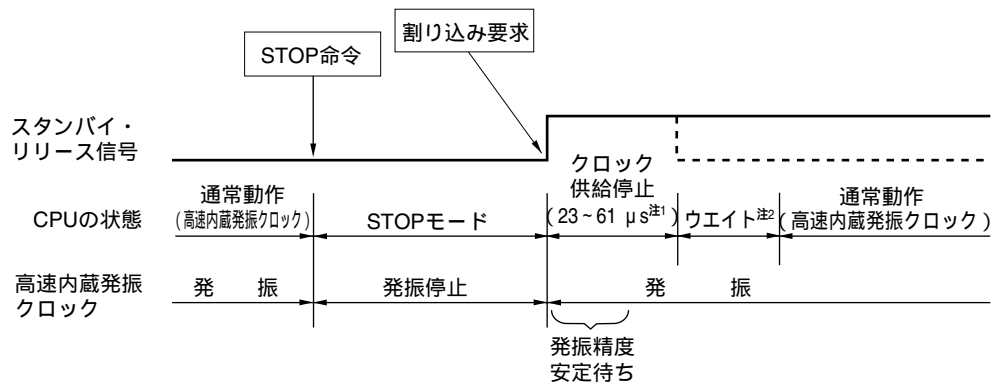 割り込み要求
STOP命令
スタンバイ・
リリース信号
クロック
供給停止
通常動作
通常動作
CPUの状態
(高速内蔵発振クロック)
STOPモード
(23~61 μs注1)
ウエイト注2
(高速内蔵発振クロック)
高速内蔵発振
クロック
発 振
発振停止
発 振
発振精度
安定待ち